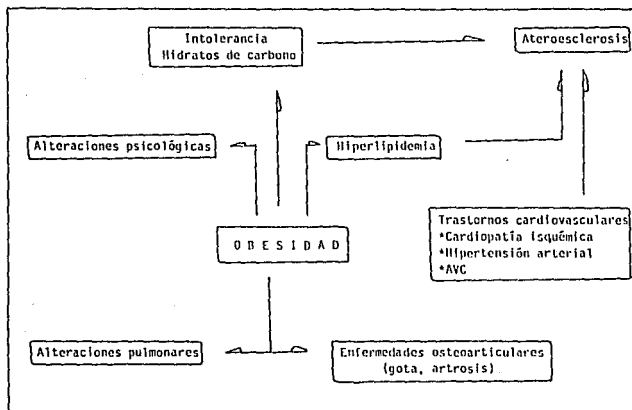 Intolerancia
Hidratos de carbono
Ateroesclerosis
Alteraciones psicológicas
Hiperlipidemia
Trastornos cardiovasculares
*Cardiopatía isquémica
*Hipertensión arterial
*AVC
O B E S I D A D
Alteraciones pulmonares
Enfermedades osteoarticulares
(gota, artrosis)